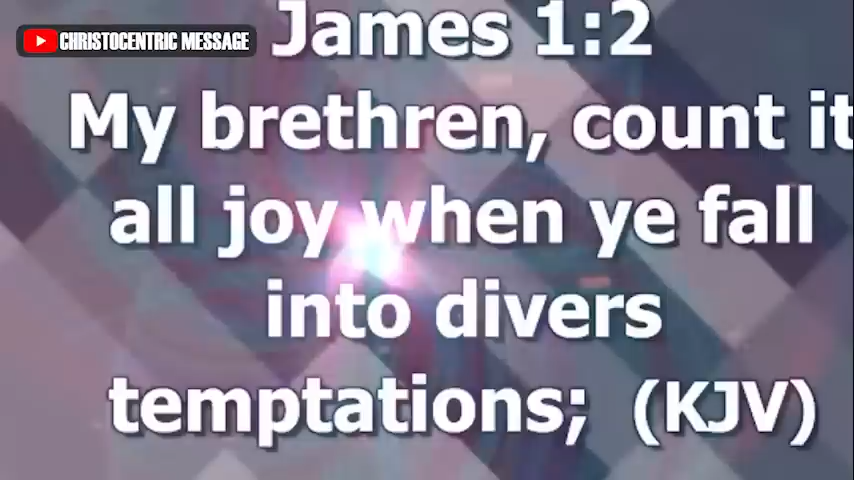 CHRISTOCENTRIC MESSAGE
James 1:2
My brethren, count it
all joy when ye fall
into divers
temptations; (KJV)